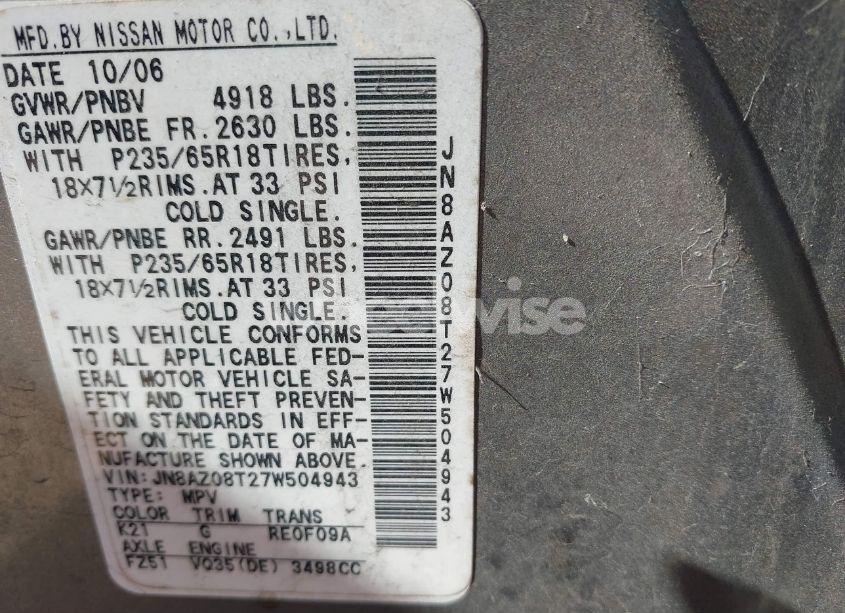 MFD.BY NISSAN MOTOR CO.,LTD.
DATE 10/06
GVWR/PNBV 4918 LBS.
GAWR/PNBE FR.2630 LBS.
WITH P235/65R18TIRES,
18X7½RIMS.AT 33 PSI
COLD SINGLE.
GAWR/PNBE RR.2491 LBS.
WITH P235/65R18TIRES,
18X7½RIMS.AT 33 PSI
COLD SINGLE.
THIS VEHICLE CONFORMS
TO ALL APPLICABLE FED-
ERAL MOTOR VEHICLE SA-
FETY AND THEFT PREVEN-
TION STANDARDS IN EFF-
ECT ON THE DATE OF MA-
NUFACTURE SHOWN ABOVE.
VIN:JN8AZ08T27W504943
TYPE: MPV
COLOR TRIM TRANS
K21 G RE0F09A
AXLE ENGINE
FZ51 VQ35(DE) 3498CC
JN8AZ08T27W504943